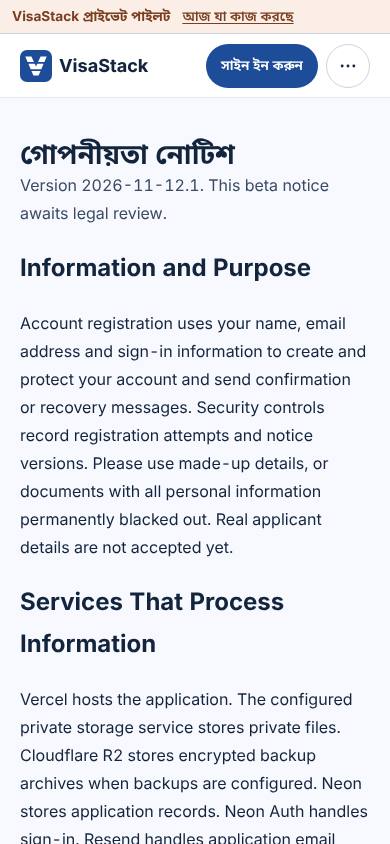 VisaStack প্রাইভেট পাইলট আজ যা কাজ করছে
VisaStack
সাইন ইন করুন
গোপনীয়তা নোটিশ
Version 2026-11-12.1. This beta notice
awaits legal review.
Information and Purpose
Account registration uses your name, email
address and sign-in information to create and
protect your account and send confirmation
or recovery messages. Security controls
record registration attempts and notice
versions. Please use made-up details, or
documents with all personal information
permanently blacked out. Real applicant
details are not accepted yet.
Services That Process
Information
Vercel hosts the application. The configured
private storage service stores private files.
Cloudflare R2 stores encrypted backup
archives when backups are configured. Neon
stores application records. Neon Auth handles
sign-in. Resend handles application email